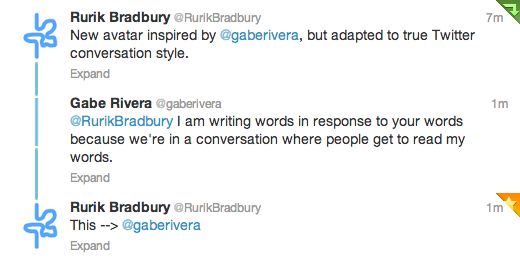 Rurik Bradbury @RurikBradbury 7m
New avatar inspired by @gaberivera, but adapted to true Twitter
conversation style.
Expand
Gabe Rivera @gaberivera 1m
@RurikBradbury I am writing words in response to your words
because we're in a conversation where people get to read my
words.
Expand
Rurik Bradbury @RurikBradbury 1m
This --> @gaberivera
Expand